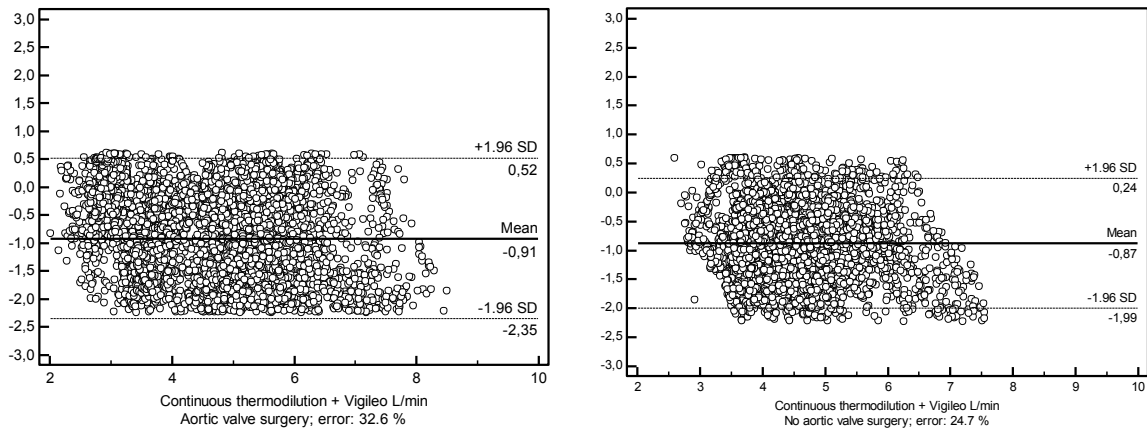 3,0
2,5
2,0
1,5
1,0
0,5
0,0
-0,5
-1,0
-1,5
-2,0
-2,5
-3,0
+1.96 SD
0,52
Mean
-0,91
-1.96 SD
-2,35
2 4 6 8 10
Continuous thermodilution + Vigileo L/min
Aortic valve surgery; error: 32.6 %
3,0
2,5
2,0
1,5
1,0
0,5
0,0
-0,5
-1,0
-1,5
-2,0
-2,5
-3,0
+1.96 SD
0,24
Mean
-0,87
-1.96 SD
-1,99
2 3 4 5 6 7 8 9 10
Continuous thermodilution + Vigileo L/min
No aortic valve surgery; error: 24.7 %